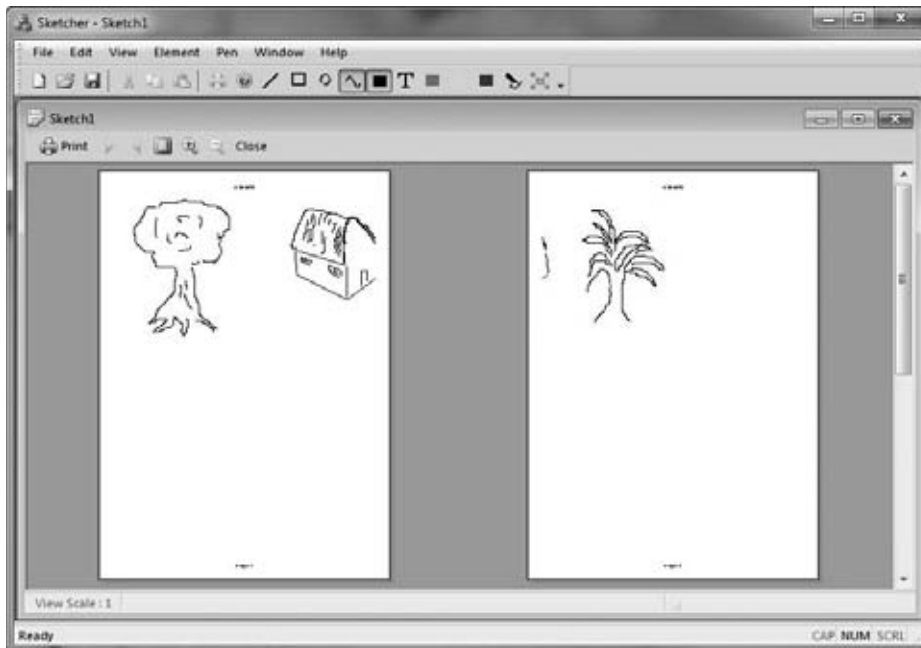 Sketcher - Sketch1
File Edit View Element Pen Window Help
T
Sketch1
Print Close
View Scale : 1
Ready CAP NUM SCRL